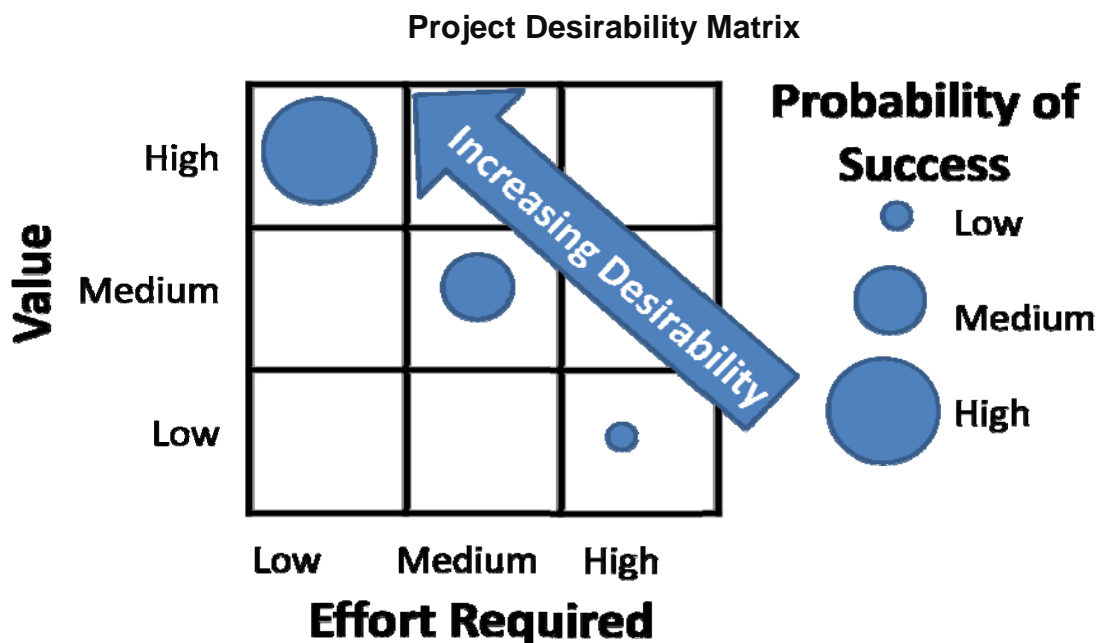 Project Desirability Matrix
Value
High
Medium
Low
Increasing Desirability
Low
Medium
High
Effort Required
Probability of
Success
Low
Medium
High